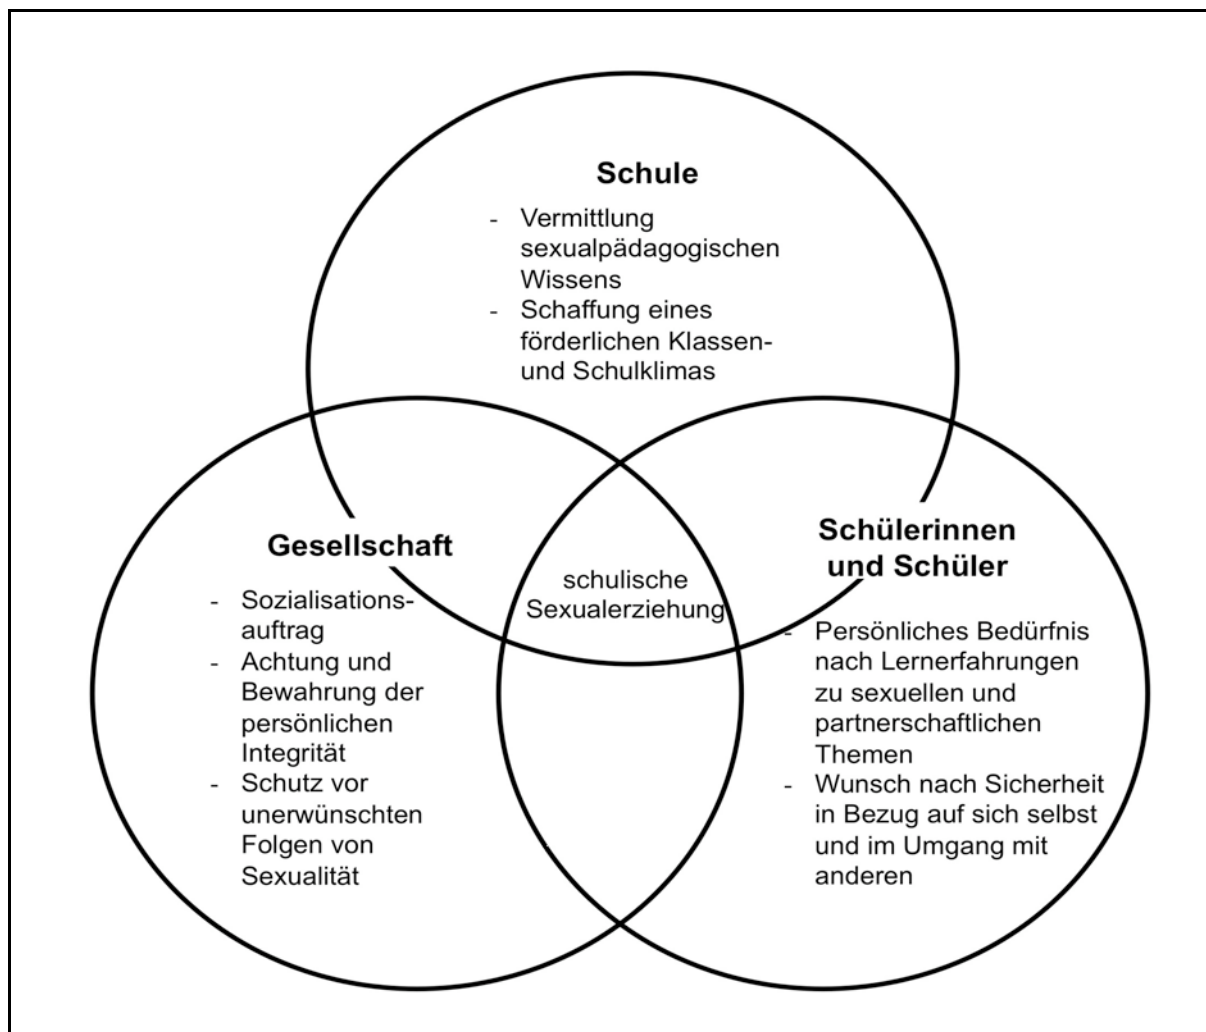 Schule
- Vermittlung
sexualpädagogischen
Wissens
- Schaffung eines
förderlichen Klassen-
und Schulklimas
Gesellschaft
- Sozialisations-
auftrag
- Achtung und
Bewahrung der
persönlichen
Integrität
- Schutz vor
unerwünschten
Folgen von
Sexualität
schulische
Sexualerziehung
Schülerinnen
und Schüler
- Persönliches Bedürfnis
nach Lernerfahrungen
zu sexuellen und
partnerschaftlichen
Themen
- Wunsch nach Sicherheit
in Bezug auf sich selbst
und im Umgang mit
anderen